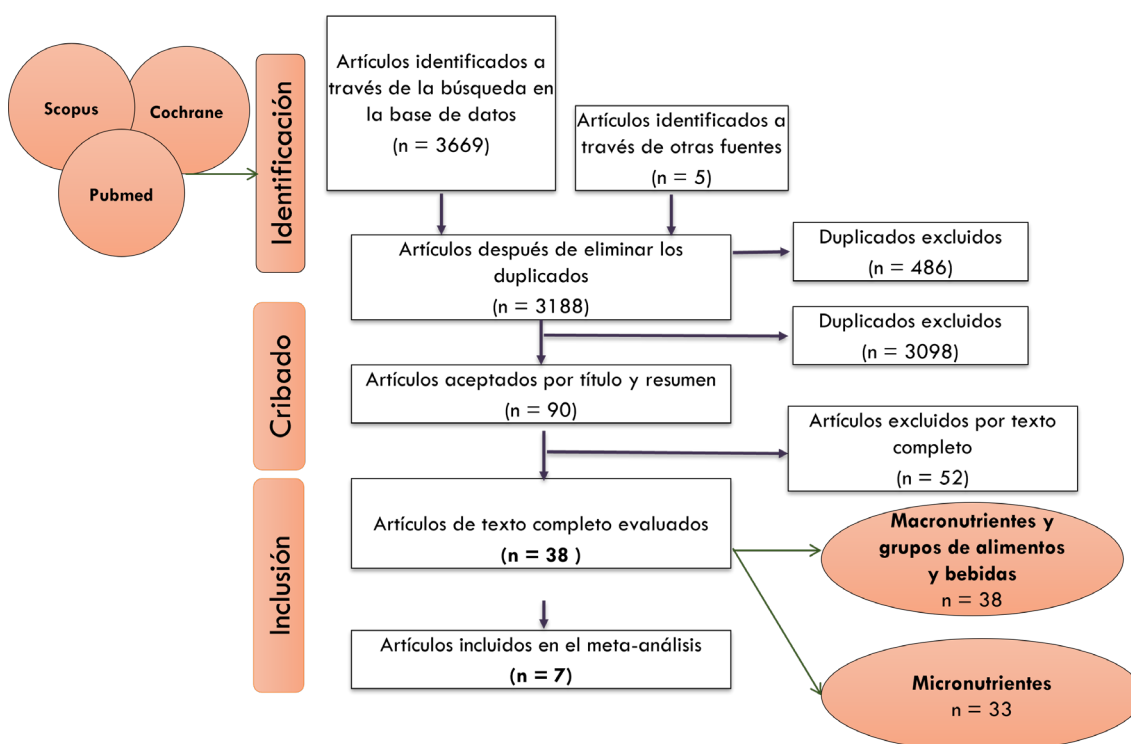 Scopus
Cochrane
Pubmed
Identificación
Artículos identificados a
través de la búsqueda en
la base de datos
(n = 3669)
Artículos identificados a
través de otras fuentes
(n = 5)
Artículos después de eliminar los
duplicados
(n = 3188)
Duplicados excluidos
(n = 486)
Cribado
Duplicados excluidos
(n = 3098)
Artículos aceptados por título y resumen
(n = 90)
Artículos excluidos por texto
completo
(n = 52)
Inclusión
Artículos de texto completo evaluados
(n = 38 )
Macronutrientes y
grupos de alimentos
y bebidas
n = 38
Artículos incluidos en el meta-análisis
(n = 7)
Micronutrientes
n = 33